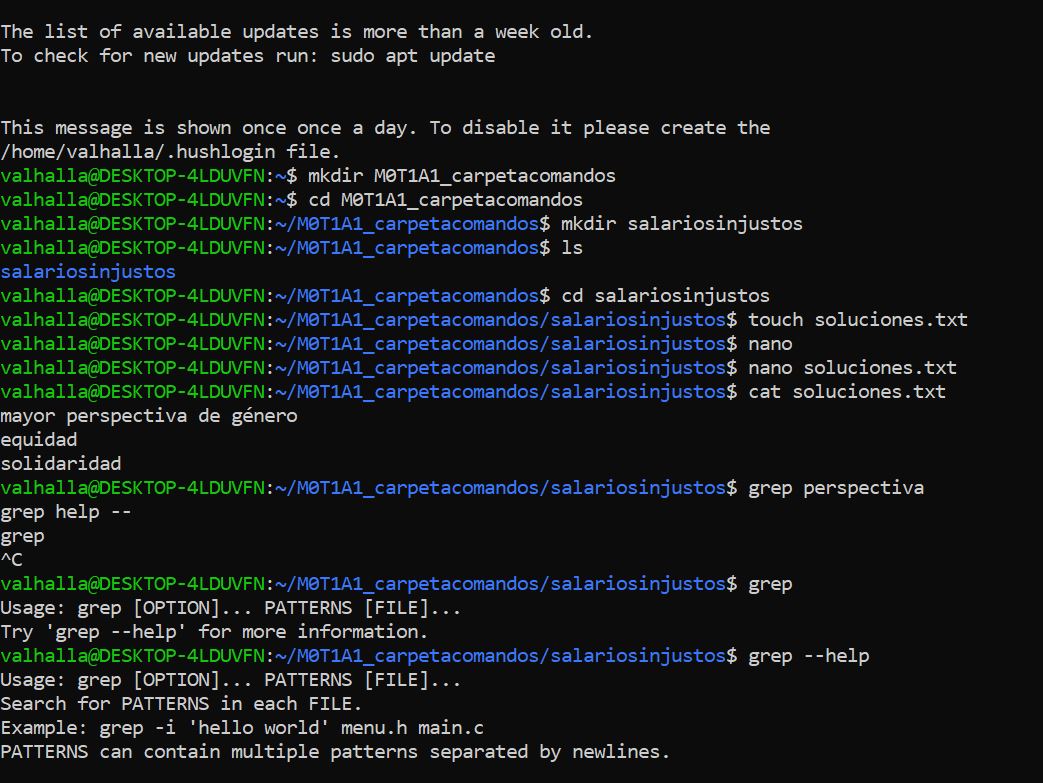 The list of available updates is more than a week old.
To check for new updates run: sudo apt update
This message is shown once once a day. To disable it please create the
/home/valhalla/.hushlogin file.
valhalla@DESKTOP-4LDUVFN:~$ mkdir M0T1A1_carpetacomandos
valhalla@DESKTOP-4LDUVFN:~$ cd M0T1A1_carpetacomandos
valhalla@DESKTOP-4LDUVFN:~/M0T1A1_carpetacomandos$ mkdir salariosinjustos
valhalla@DESKTOP-4LDUVFN:~/M0T1A1_carpetacomandos$ ls
salariosinjustos
valhalla@DESKTOP-4LDUVFN:~/M0T1A1_carpetacomandos$ cd salariosinjustos
valhalla@DESKTOP-4LDUVFN:~/M0T1A1_carpetacomandos/salariosinjustos$ touch soluciones.txt
valhalla@DESKTOP-4LDUVFN:~/M0T1A1_carpetacomandos/salariosinjustos$ nano
valhalla@DESKTOP-4LDUVFN:~/M0T1A1_carpetacomandos/salariosinjustos$ nano soluciones.txt
valhalla@DESKTOP-4LDUVFN:~/M0T1A1_carpetacomandos/salariosinjustos$ cat soluciones.txt
mayor perspectiva de género
equidad
solidaridad
valhalla@DESKTOP-4LDUVFN:~/M0T1A1_carpetacomandos/salariosinjustos$ grep perspectiva
grep help --
grep
^C
valhalla@DESKTOP-4LDUVFN:~/M0T1A1_carpetacomandos/salariosinjustos$ grep
Usage: grep [OPTION]... PATTERNS [FILE]...
Try 'grep --help' for more information.
valhalla@DESKTOP-4LDUVFN:~/M0T1A1_carpetacomandos/salariosinjustos$ grep --help
Usage: grep [OPTION]... PATTERNS [FILE]...
Search for PATTERNS in each FILE.
Example: grep -i 'hello world' menu.h main.c
PATTERNS can contain multiple patterns separated by newlines.